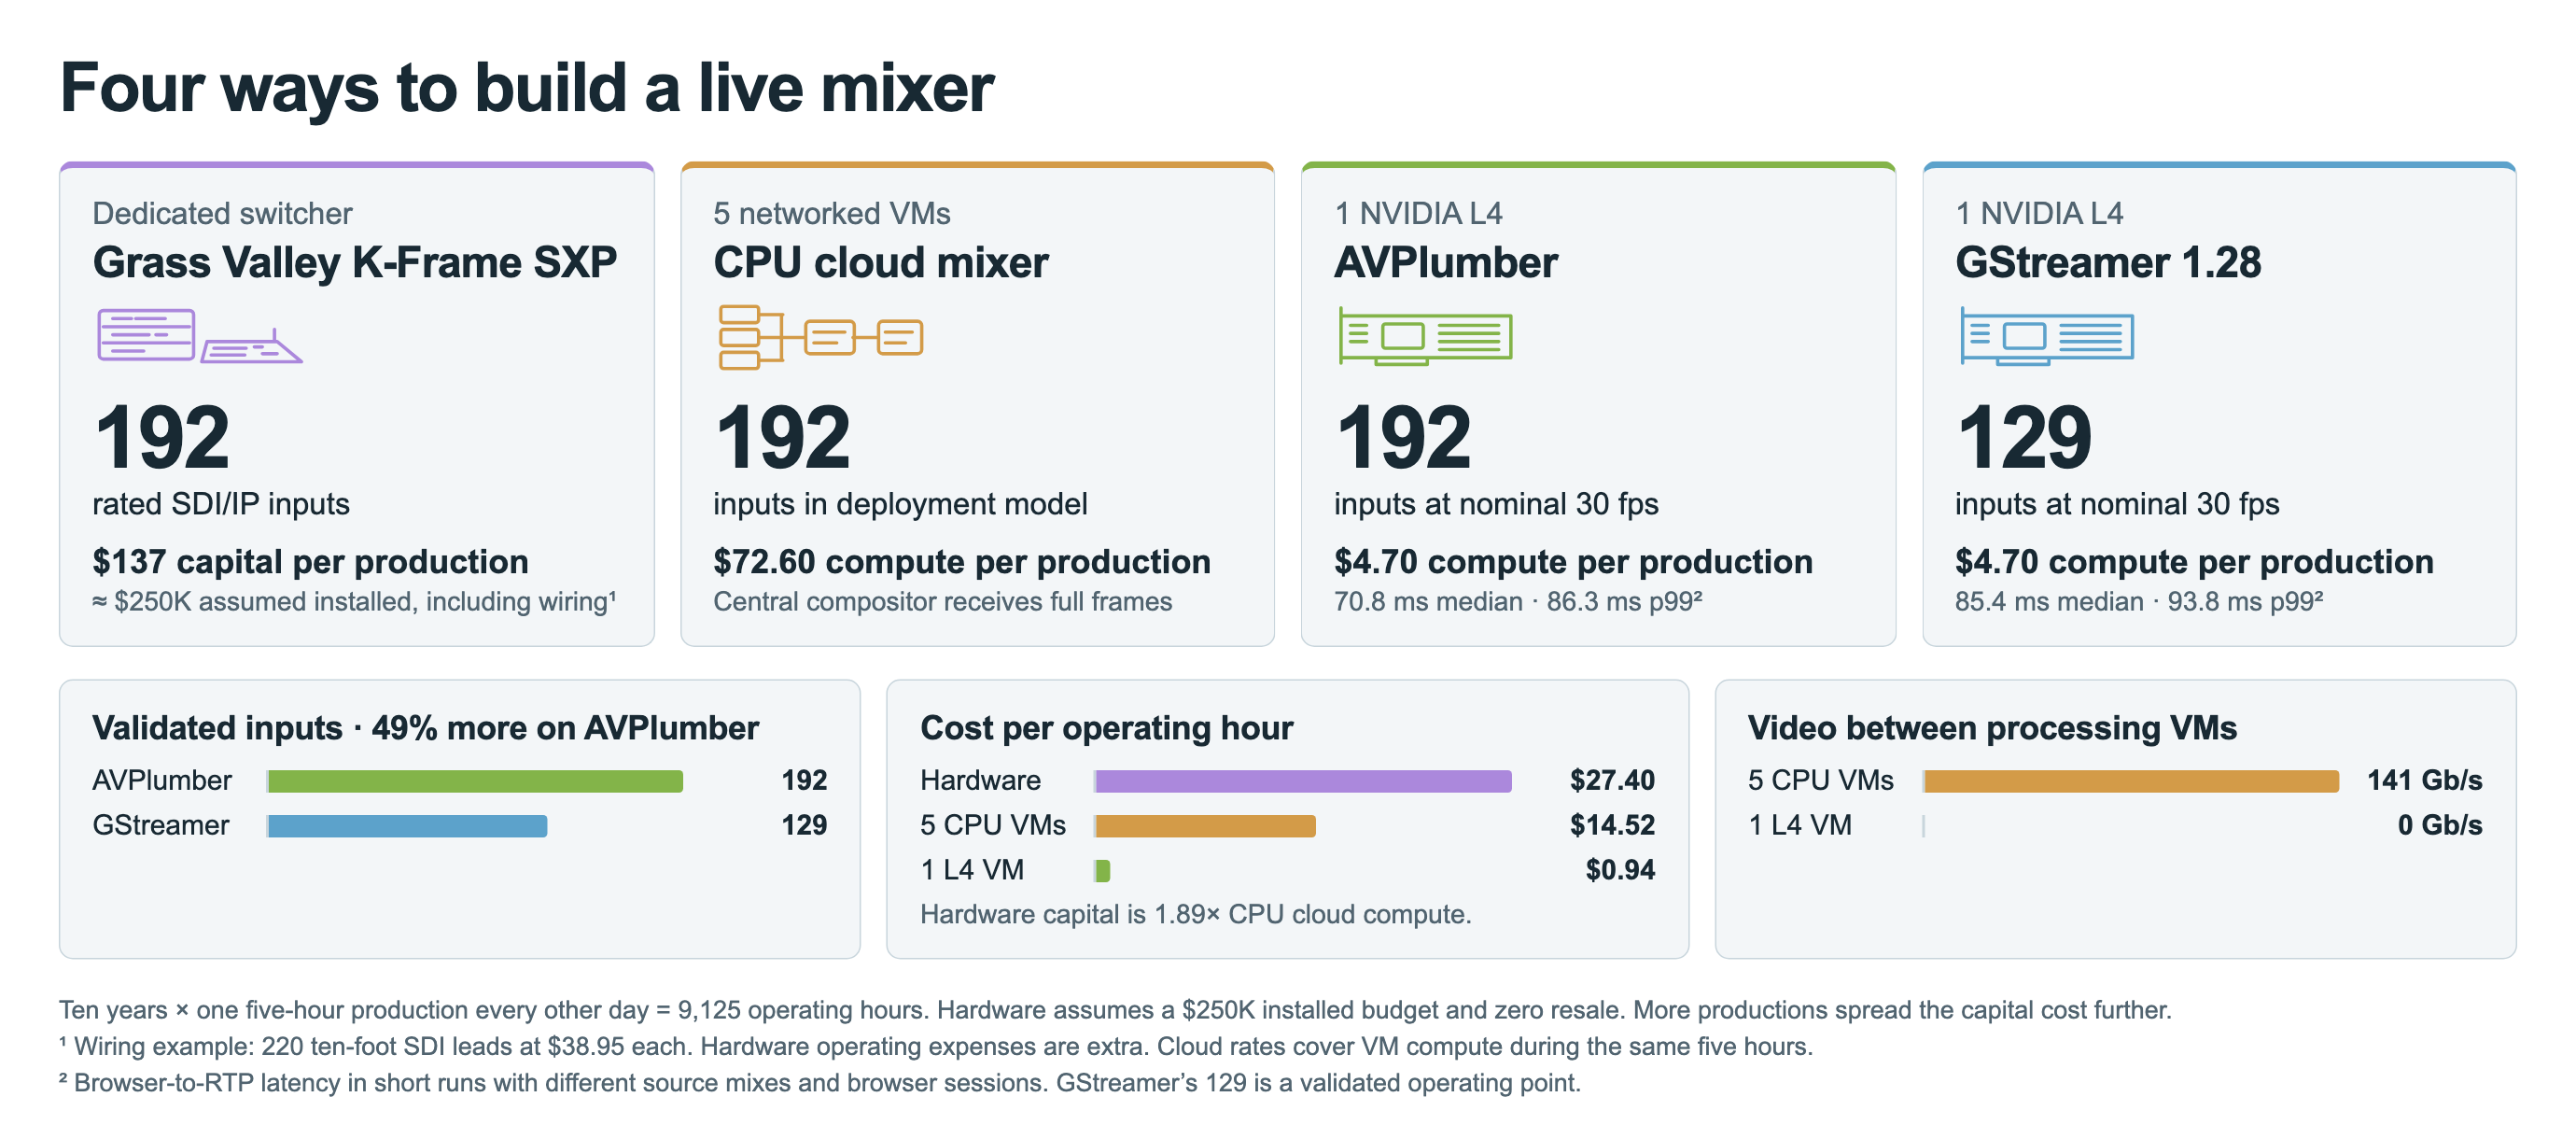 Four ways to build a live mixer
Dedicated switcher
Grass Valley K-Frame SXP
192
rated SDI/IP inputs
$137 capital per production
≈ $250K assumed installed, including wiring¹
5 networked VMs
CPU cloud mixer
192
inputs in deployment model
$72.60 compute per production
Central compositor receives full frames
1 NVIDIA L4
AVPlumber
192
inputs at nominal 30 fps
$4.70 compute per production
70.8 ms median · 86.3 ms p99²
1 NVIDIA L4
GStreamer 1.28
129
inputs at nominal 30 fps
$4.70 compute per production
85.4 ms median · 93.8 ms p99²
Validated inputs · 49% more on AVPlumber
AVPlumber 192
GStreamer 129
Cost per operating hour
Hardware $27.40
5 CPU VMs $14.52
1 L4 VM $0.94
Hardware capital is 1.89× CPU cloud compute.
Video between processing VMs
5 CPU VMs 141 Gb/s
1 L4 VM 0 Gb/s
Ten years × one five-hour production every other day = 9,125 operating hours. Hardware assumes a $250K installed budget and zero resale. More productions spread the capital cost further.
¹ Wiring example: 220 ten-foot SDI leads at $38.95 each. Hardware operating expenses are extra. Cloud rates cover VM compute during the same five hours.
² Browser-to-RTP latency in short runs with different source mixes and browser sessions. GStreamer’s 129 is a validated operating point.